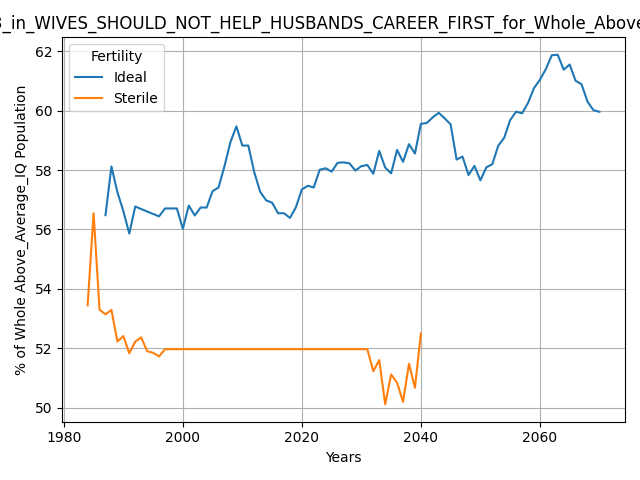 _in_WIVES_SHOULD_NOT_HELP_HUSBANDS_CAREER_FIRST_for_Whole_Above
Fertility
Ideal
Sterile
% of Whole Above_Average_IQ Population
62
60
58
56
54
52
50
1980
2000
2020
2040
2060
Years